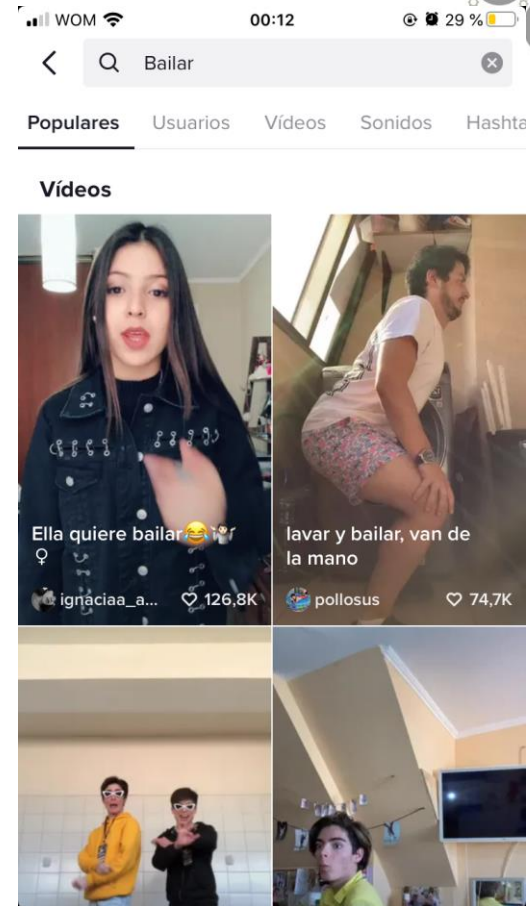 WOM 00:12 29 %
Bailar
Populares Usuarios Vídeos Sonidos Hashta
Vídeos
Ella quiere bailar😂🤷🏻
♀
ignaciaa_a... 126,8K
lavar y bailar, van de
la mano
pollosus 74,7K